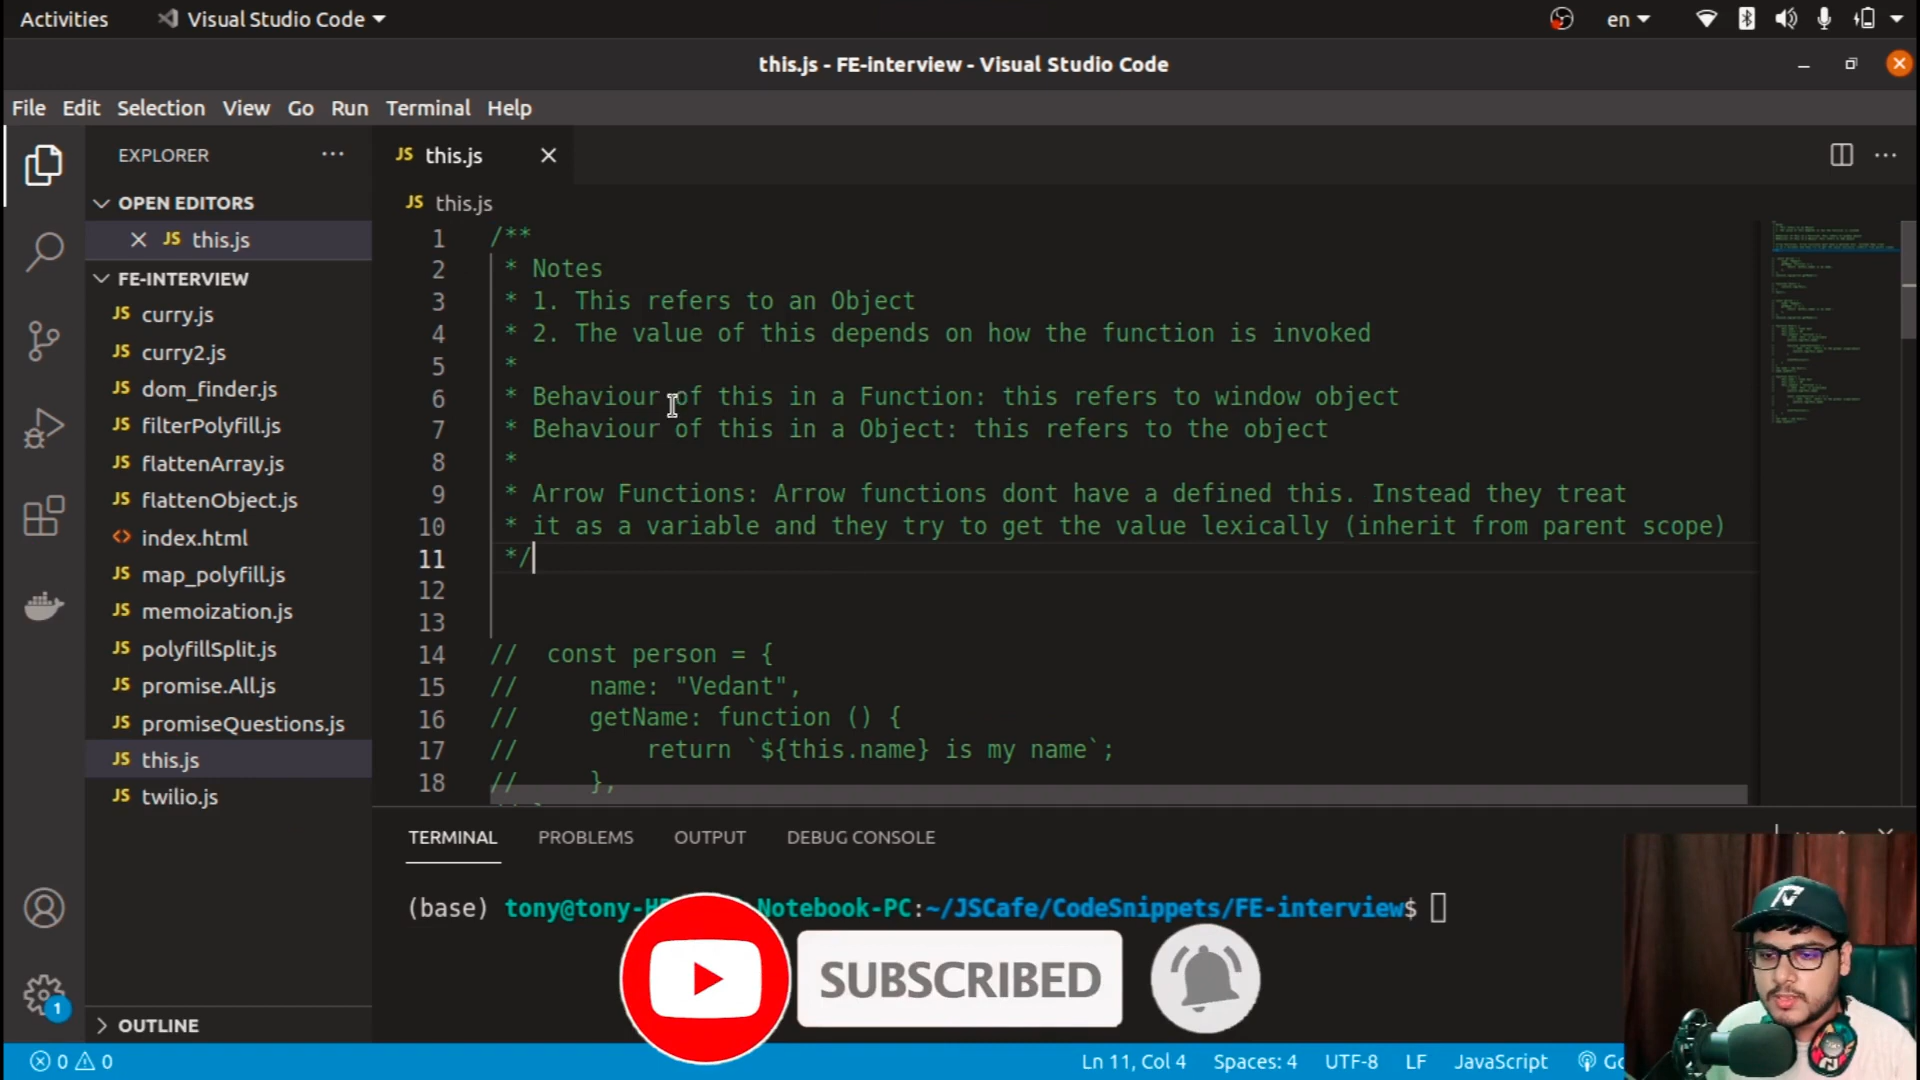 Activities
Visual Studio Code
en
this.js - FE-interview - Visual Studio Code
File Edit Selection View Go Run Terminal Help
EXPLORER
JS this.js
OPEN EDITORS
JS this.js
FE-INTERVIEW
JS curry.js
JS curry2.js
JS dom_finder.js
JS filterPolyfill.js
JS flattenArray.js
JS flattenObject.js
<> index.html
JS map_polyfill.js
JS memoization.js
JS polyfillSplit.js
JS promise.All.js
JS promiseQuestions.js
JS this.js
JS twilio.js
OUTLINE
1
JS this.js
1 /**
2 * Notes
3 * 1. This refers to an Object
4 * 2. The value of this depends on how the function is invoked
5 *
6 * Behaviour of this in a Function: this refers to window object
7 * Behaviour of this in a Object: this refers to the object
8 *
9 * Arrow Functions: Arrow functions dont have a defined this. Instead they treat
10 * it as a variable and they try to get the value lexically (inherit from parent scope)
11 */
12
13
14 // const person = {
15 // name: "Vedant",
16 // getName: function () {
17 // return `${this.name} is my name`;
18 // },
TERMINAL PROBLEMS OUTPUT DEBUG CONSOLE
(base) tony@tony-H Notebook-PC:~/JSCafe/CodeSnippets/FE-interview$
SUBSCRIBED
0 0
Ln 11, Col 4 Spaces: 4 UTF-8 LF JavaScript Go